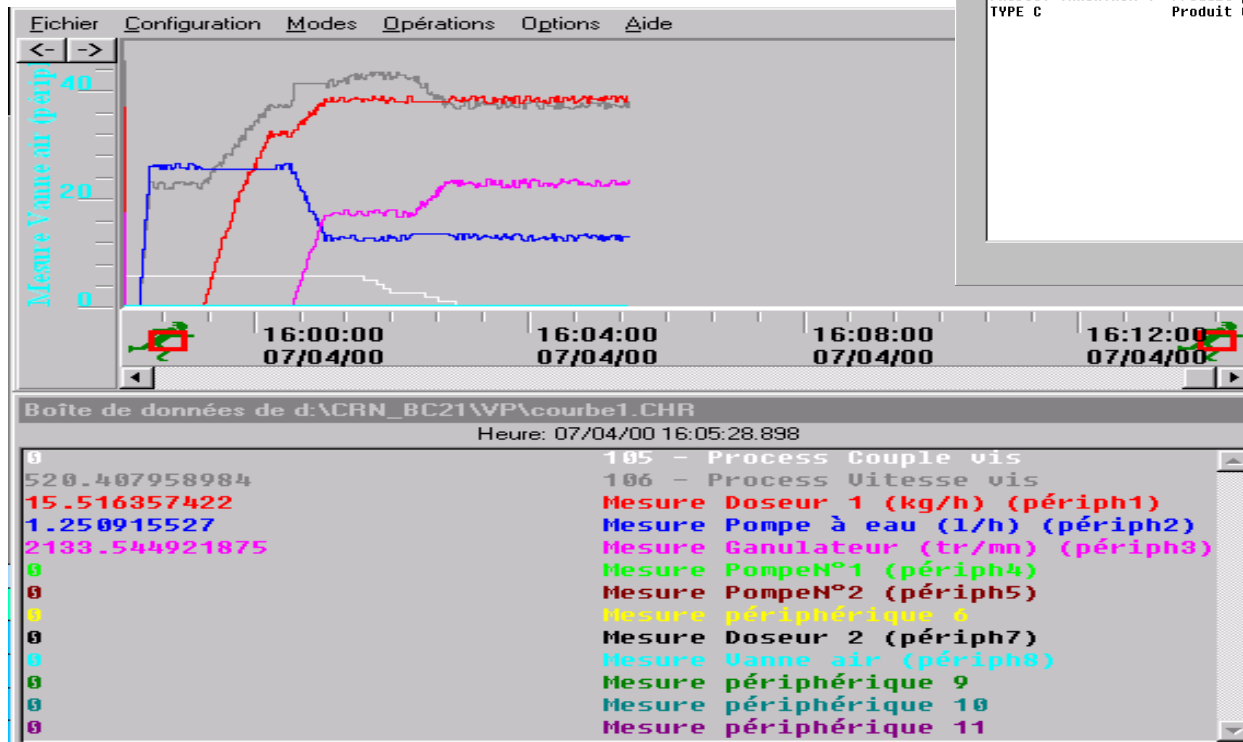 TYPE C Produit
Fichier Configuration Modes Opérations Options Aide
<- ->
Mesure Vanne air
40
20
0
16:00:00 16:04:00 16:08:00 16:12:00
07/04/00 07/04/00 07/04/00 07/04/00
Boîte de données de d:\CRN_BC21\VP\courbe1.CHR
Heure: 07/04/00 16:05:28.898
0 105 - Process Couple vis
520.407958984 106 - Process Vitesse vis
15.516357422 Mesure Doseur 1 (kg/h) (périph1)
1.250915527 Mesure Pompe à eau (l/h) (périph2)
2133.544921875 Mesure Ganulateur (tr/mn) (périph3)
0 Mesure PompeN°1 (périph4)
0 Mesure PompeN°2 (périph5)
0 Mesure périphérique 6
0 Mesure Doseur 2 (périph7)
0 Mesure Vanne air (périph8)
0 Mesure périphérique 9
0 Mesure périphérique 10
0 Mesure périphérique 11